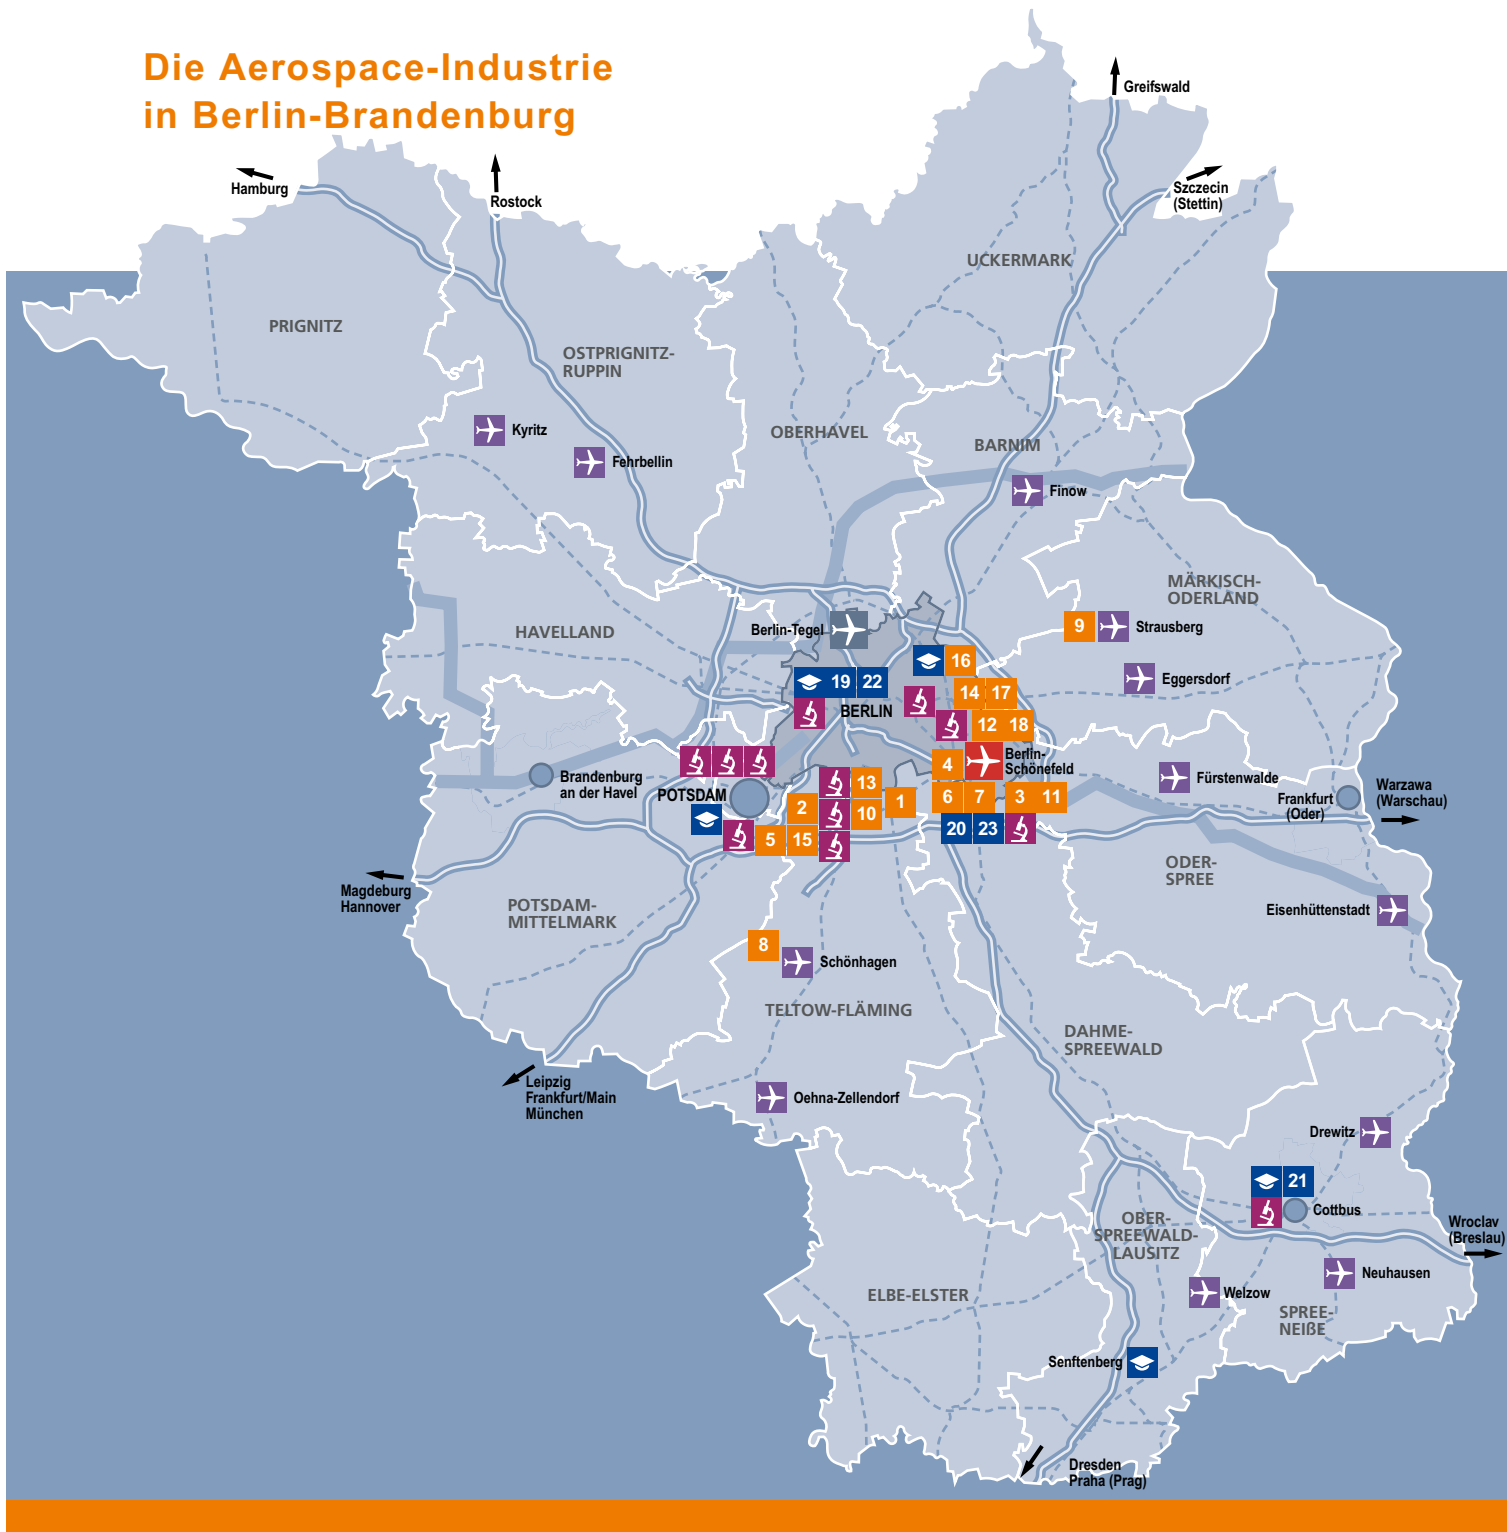 Die Aerospace-Industrie
in Berlin-Brandenburg
Greifswald
Hamburg
Rostock
Szczecin
(Stettin)
UCKERMARK
PRIGNITZ
OSTPRIGNITZ-
RUPPIN
OBERHAVEL
BARNIM
Kyritz
Fehrbellin
Finow
MÄRKISCH-
ODERLAND
HAVELLAND
Berlin-Tegel
9
Strausberg
16
Eggersdorf
19
22
14
17
BERLIN
12
18
Berlin-
Schönefeld
4
Brandenburg
an der Havel
POTSDAM
13
Fürstenwalde
Warzawa
(Warschau)
Frankfurt
(Oder)
2
10
1
6
7
3
11
5
15
20
23
ODER-
SPREE
Magdeburg
Hannover
POTSDAM-
MITTELMARK
Eisenhüttenstadt
8
Schönhagen
TELTOW-FLÄMING
DAHME-
SPREEWALD
Leipzig
Frankfurt/Main
München
Oehna-Zellendorf
Drewitz
21
Cottbus
OBER-
SPREEWALD-
LAUSITZ
Wroclav
(Breslau)
Neuhausen
Welzow
ELBE-ELSTER
SPREE-
NEIßE
Senftenberg
Dresden
Praha (Prag)